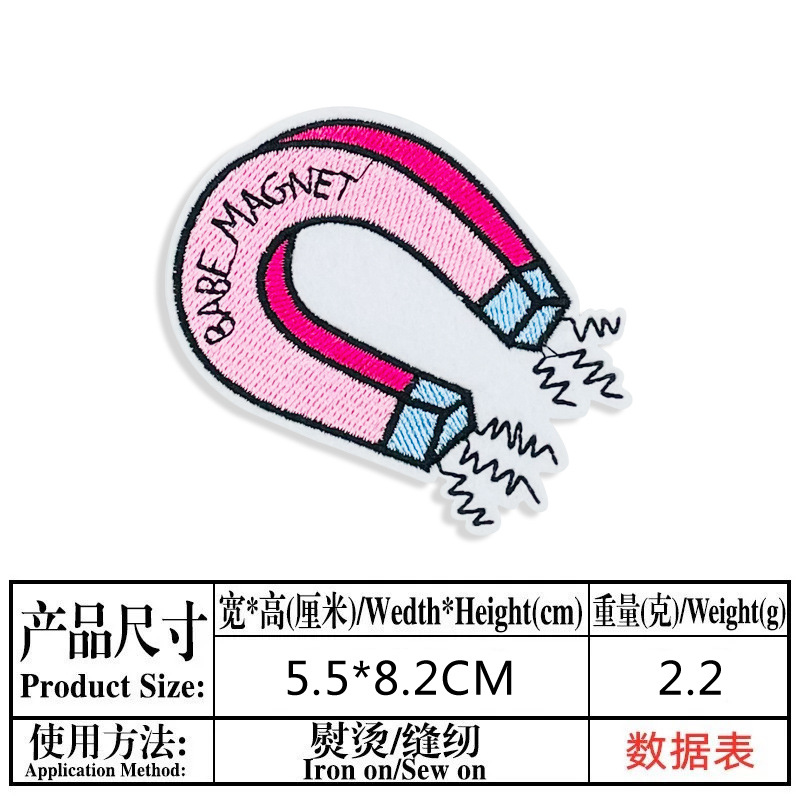 BABE MAGNET
产品尺寸
Product Size:
宽*高(厘米)/Wedth*Height(cm)
重量(克)/Weight(g)
5.5*8.2CM
2.2
使用方法:
Application Method:
熨烫/缝纫
Iron on/Sew on
数据表